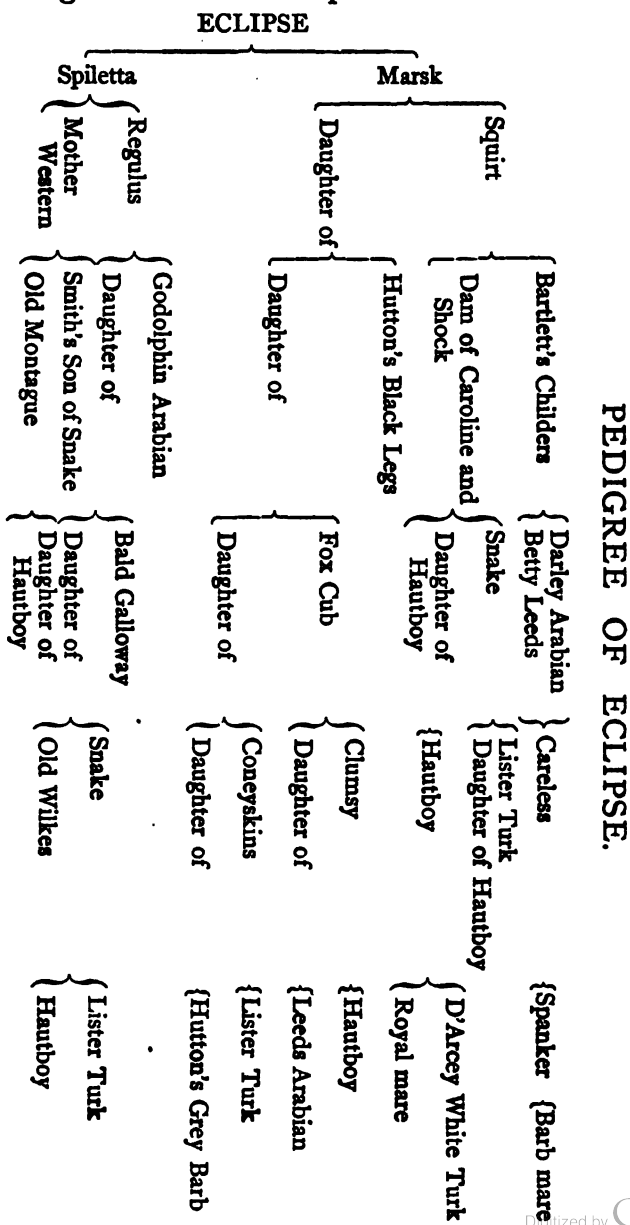 PEDIGREE OF ECLIPSE.
ECLIPSE
Marsk
Spiletta
Squirt
Daughter of
Regulus
Mother
Western
Bartlett's Childers
Dam of Caroline and
Shock
Hutton's Black Legs
Daughter of
Godolphin Arabian
Daughter of
Smith's Son of Snake
Old Montague
Darley Arabian
Betty Leeds
Snake
Daughter of
Hautboy
Fox Cub
Daughter of
Bald Galloway
Daughter of
Daughter of
Hautboy
Careless
Lister Turk
Daughter of Hautboy
{Hautboy
Clumsy
Daughter of
Coneyskins
Daughter of
Snake
Old Wilkes
{Spanker {Barb mare
D'Arcey White Turk
Royal mare
{Hautboy
{Leeds Arabian
{Lister Turk
{Hutton's Grey Barb
Lister Turk
Hautboy
Digitized by